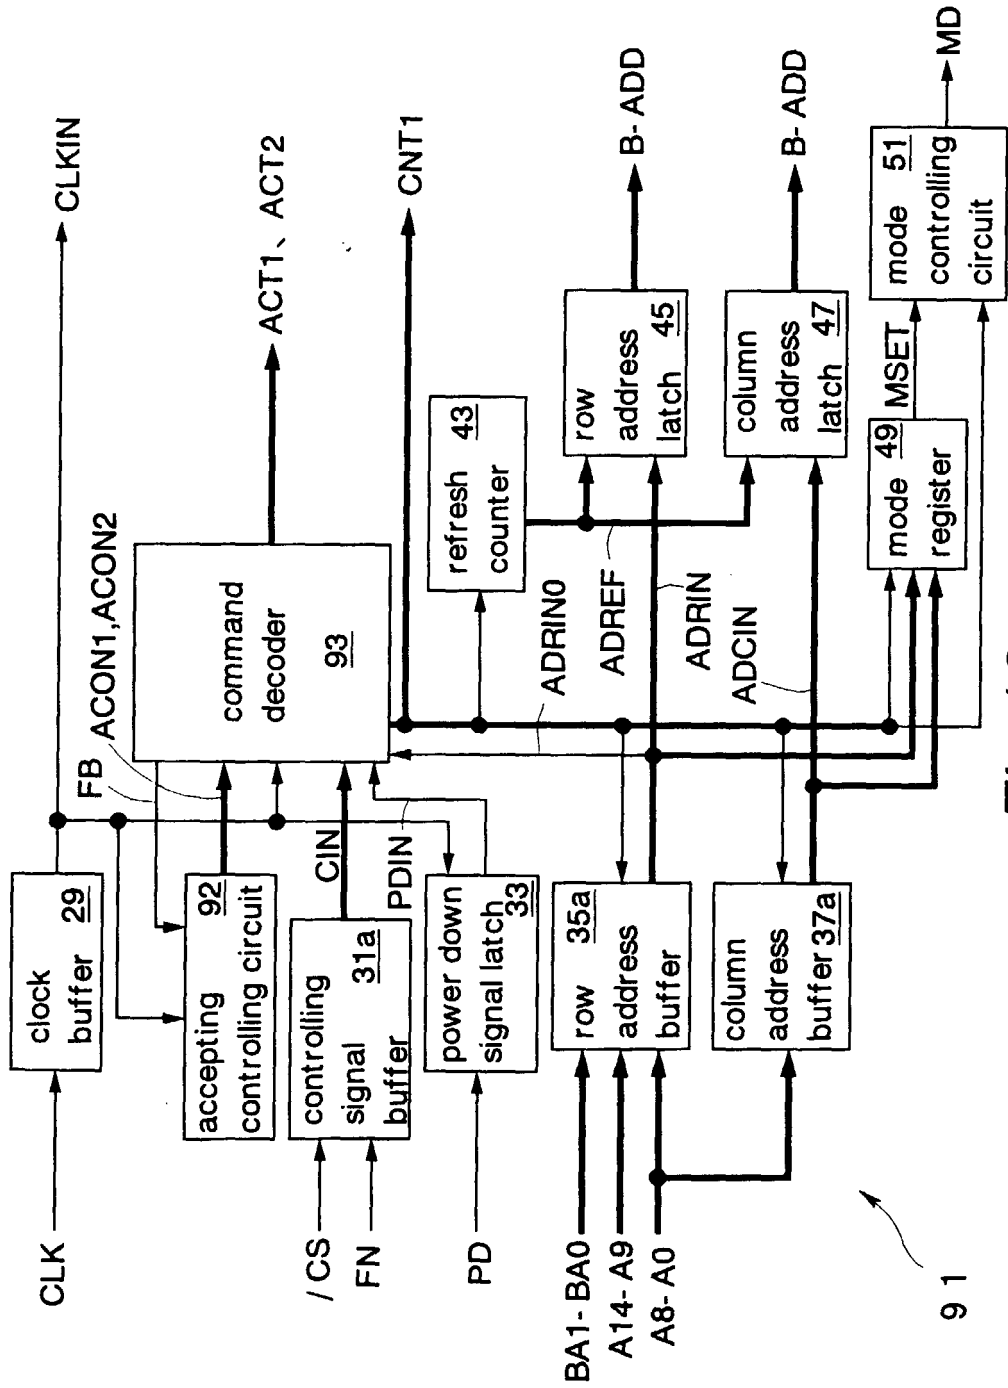 CLK
/ CS
FN
PD
BA1- BA0
A14- A9
A8- A0
91
clock
buffer 29
accepting 92
controlling circuit
controlling
signal 31a
buffer
power down
signal latch 33
row 35a
address
buffer
column
address
buffer 37a
FB
ACON1,ACON2
CIN
PDIN
command
decoder
93
ADRIN0
ADREF
ADRIN
ADCIN
refresh 43
counter
row
address
latch 45
column
address
latch 47
mode 49
register
MSET
mode 51
controlling
circuit
CLKIN
ACT1、ACT2
CNT1
B- ADD
B- ADD
MD